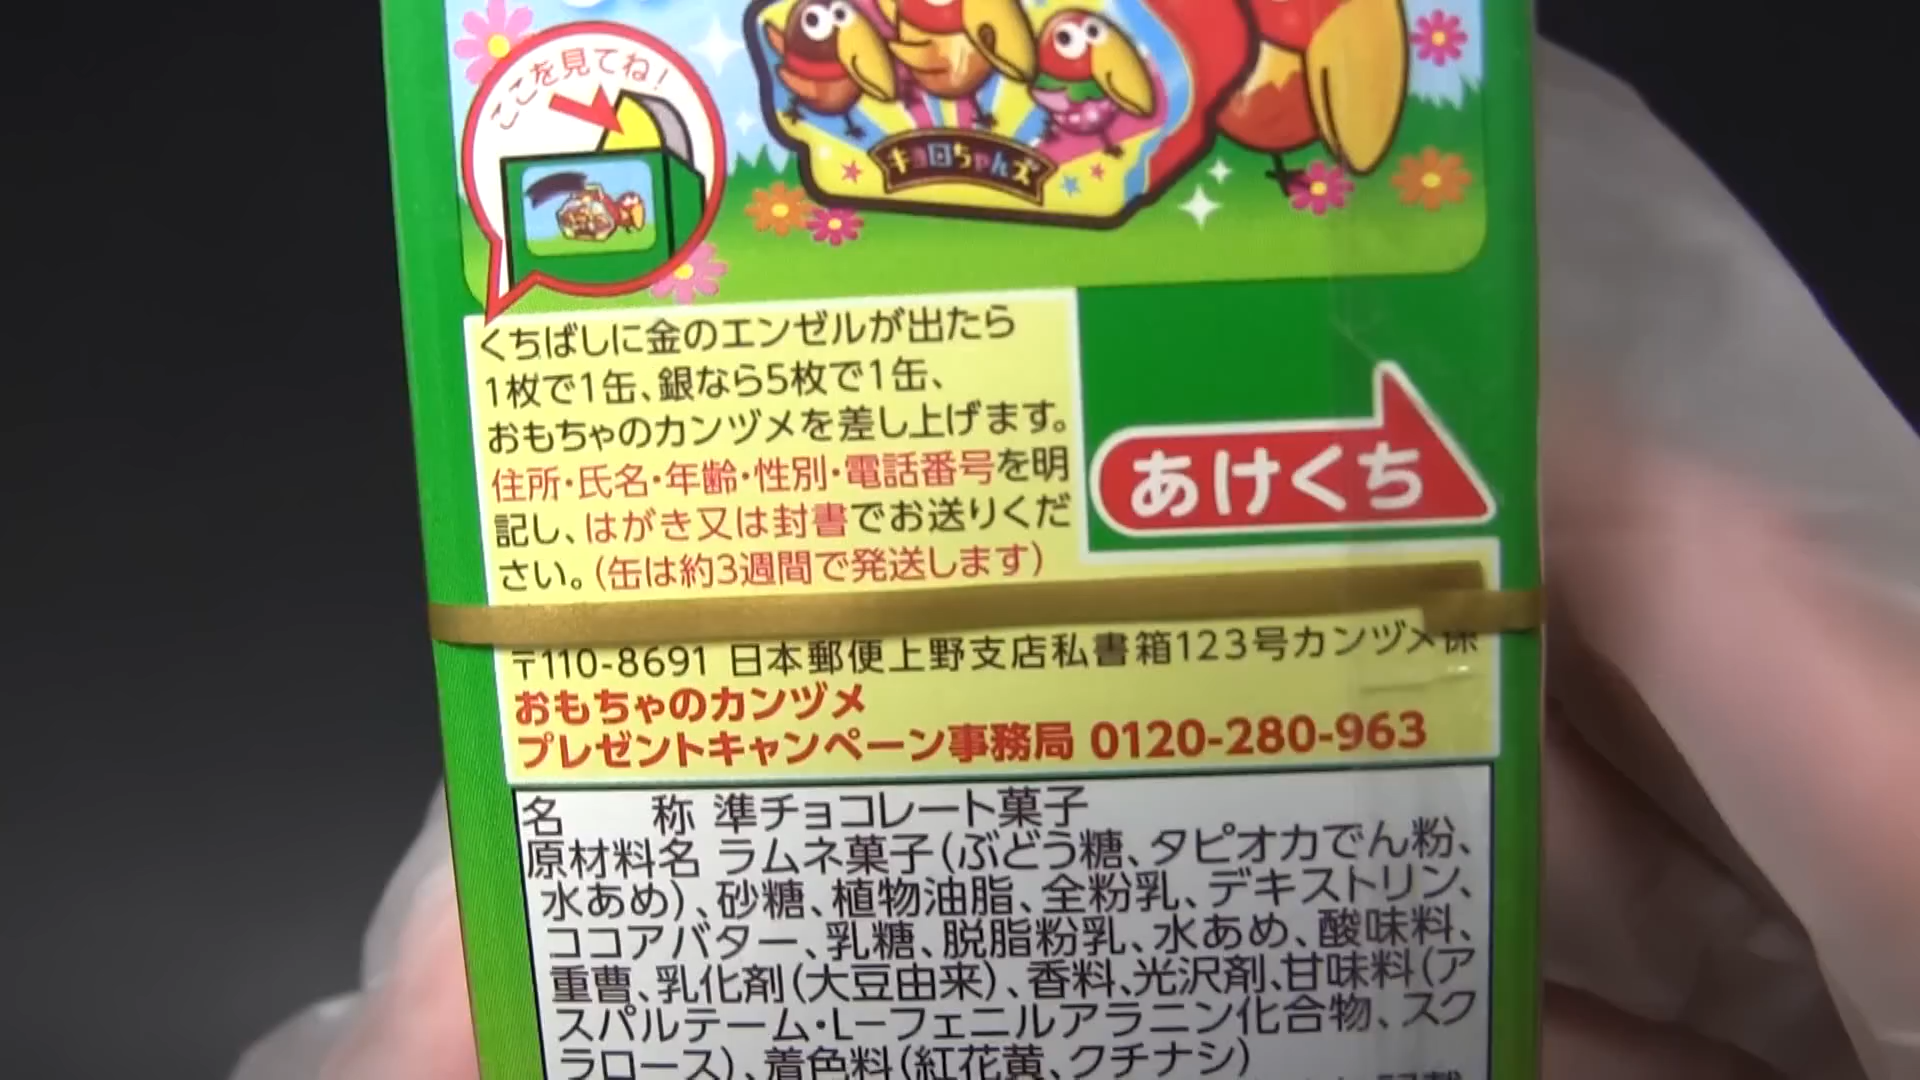 ここを見てね!
キョロちゃんズ
くちばしに金のエンゼルが出たら
1枚で1缶、銀なら5枚で1缶、
おもちゃのカンヅメを差し上げます。
住所・氏名・年齢・性別・電話番号を明
記し、はがき又は封書でお送りくだ
さい。(缶は約3週間で発送します)
あけくち
〒110-8691 日本郵便上野支店私書箱123号カンヅメ係
おもちゃのカンヅメ
プレゼントキャンペーン事務局 0120-280-963
名 称 準チョコレート菓子
原材料名 ラムネ菓子(ぶどう糖、タピオカでん粉、
水あめ)、砂糖、植物油脂、全粉乳、デキストリン、
ココアバター、乳糖、脱脂粉乳、水あめ、酸味料、
重曹、乳化剤(大豆由来)、香料、光沢剤、甘味料(ア
スパルテーム・L-フェニルアラニン化合物、スク
ラロース)、着色料(紅花黄、クチナシ)